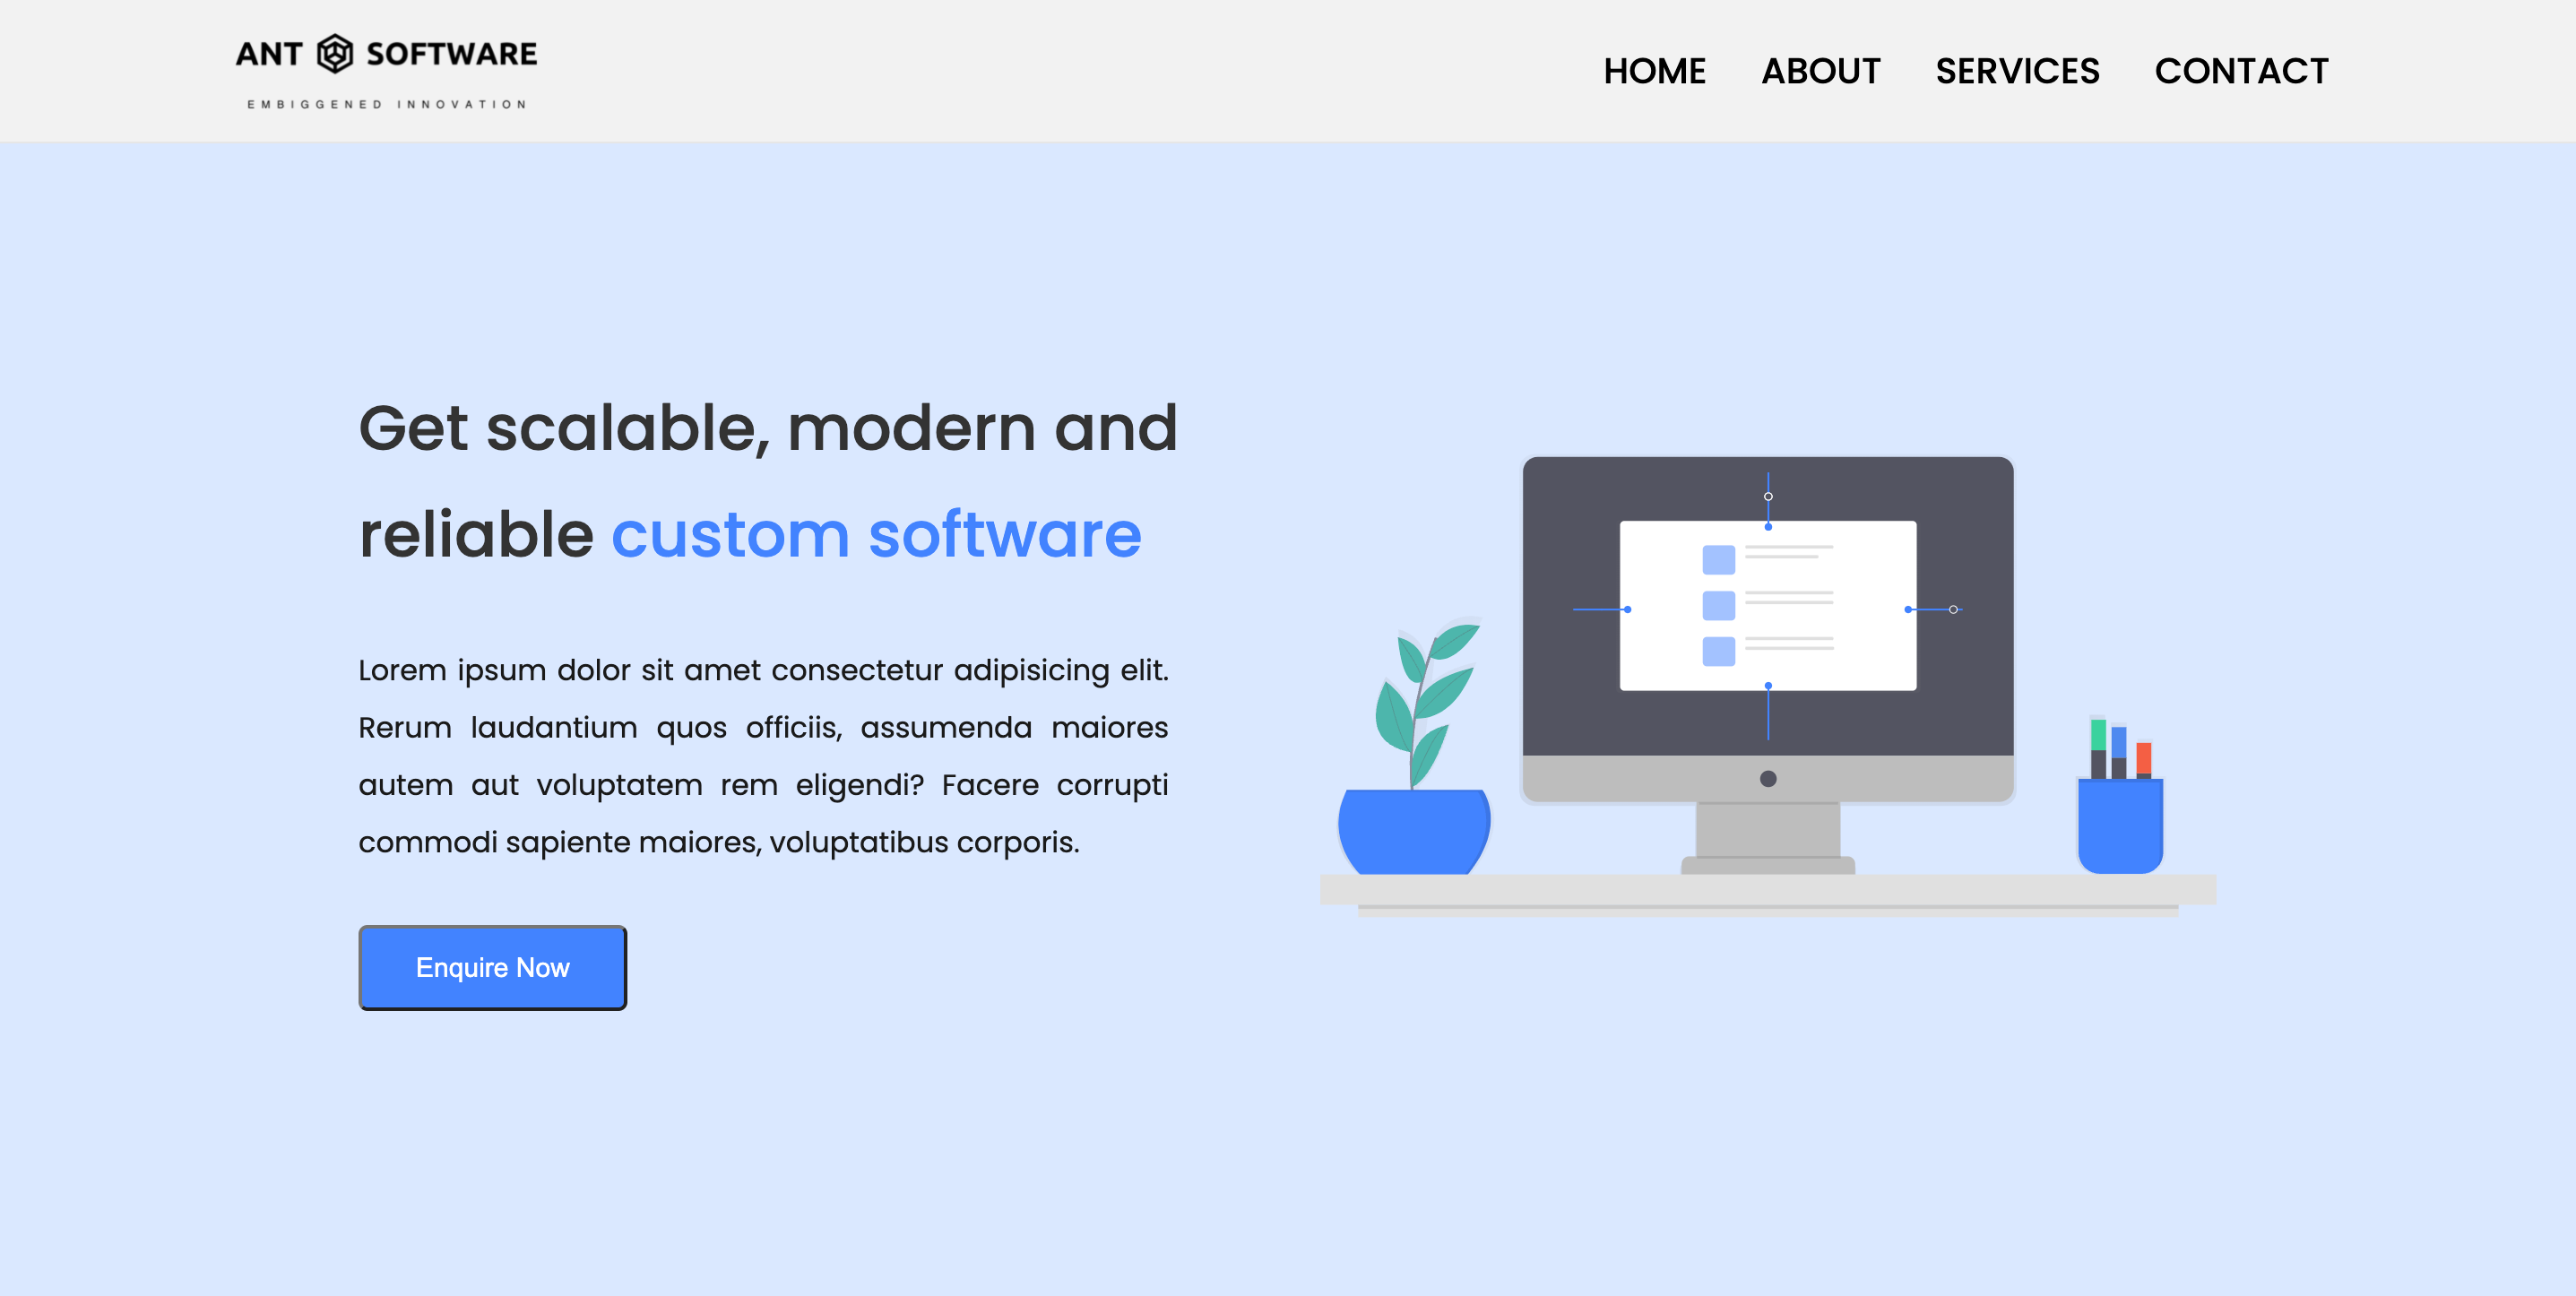 ANT SOFTWARE
EMBIGGENED INNOVATION
HOME ABOUT SERVICES CONTACT
Get scalable, modern and
reliable custom software
Lorem ipsum dolor sit amet consectetur adipisicing elit.
Rerum laudantium quos officiis, assumenda maiores
autem aut voluptatem rem eligendi? Facere corrupti
commodi sapiente maiores, voluptatibus corporis.
Enquire Now